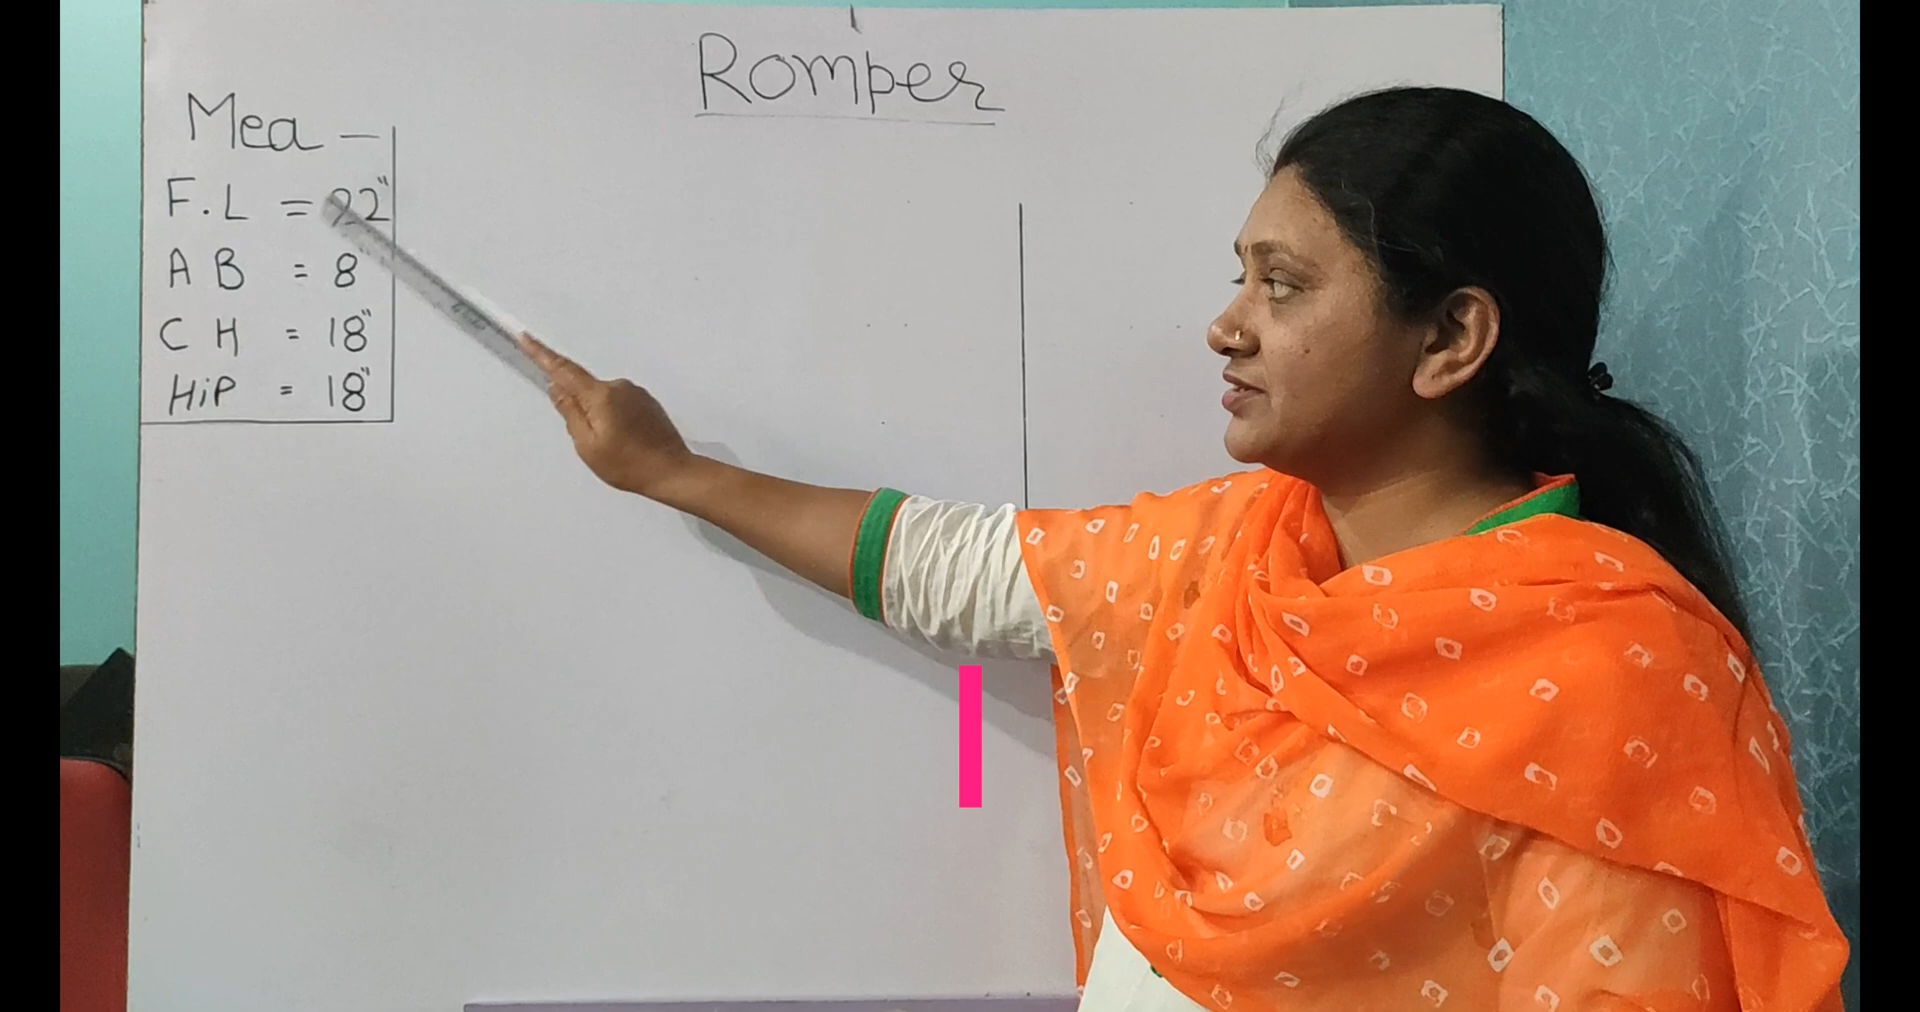 Romper
Mea -
F.L = 22"
A B = 8"
C H = 18"
HiP = 18"